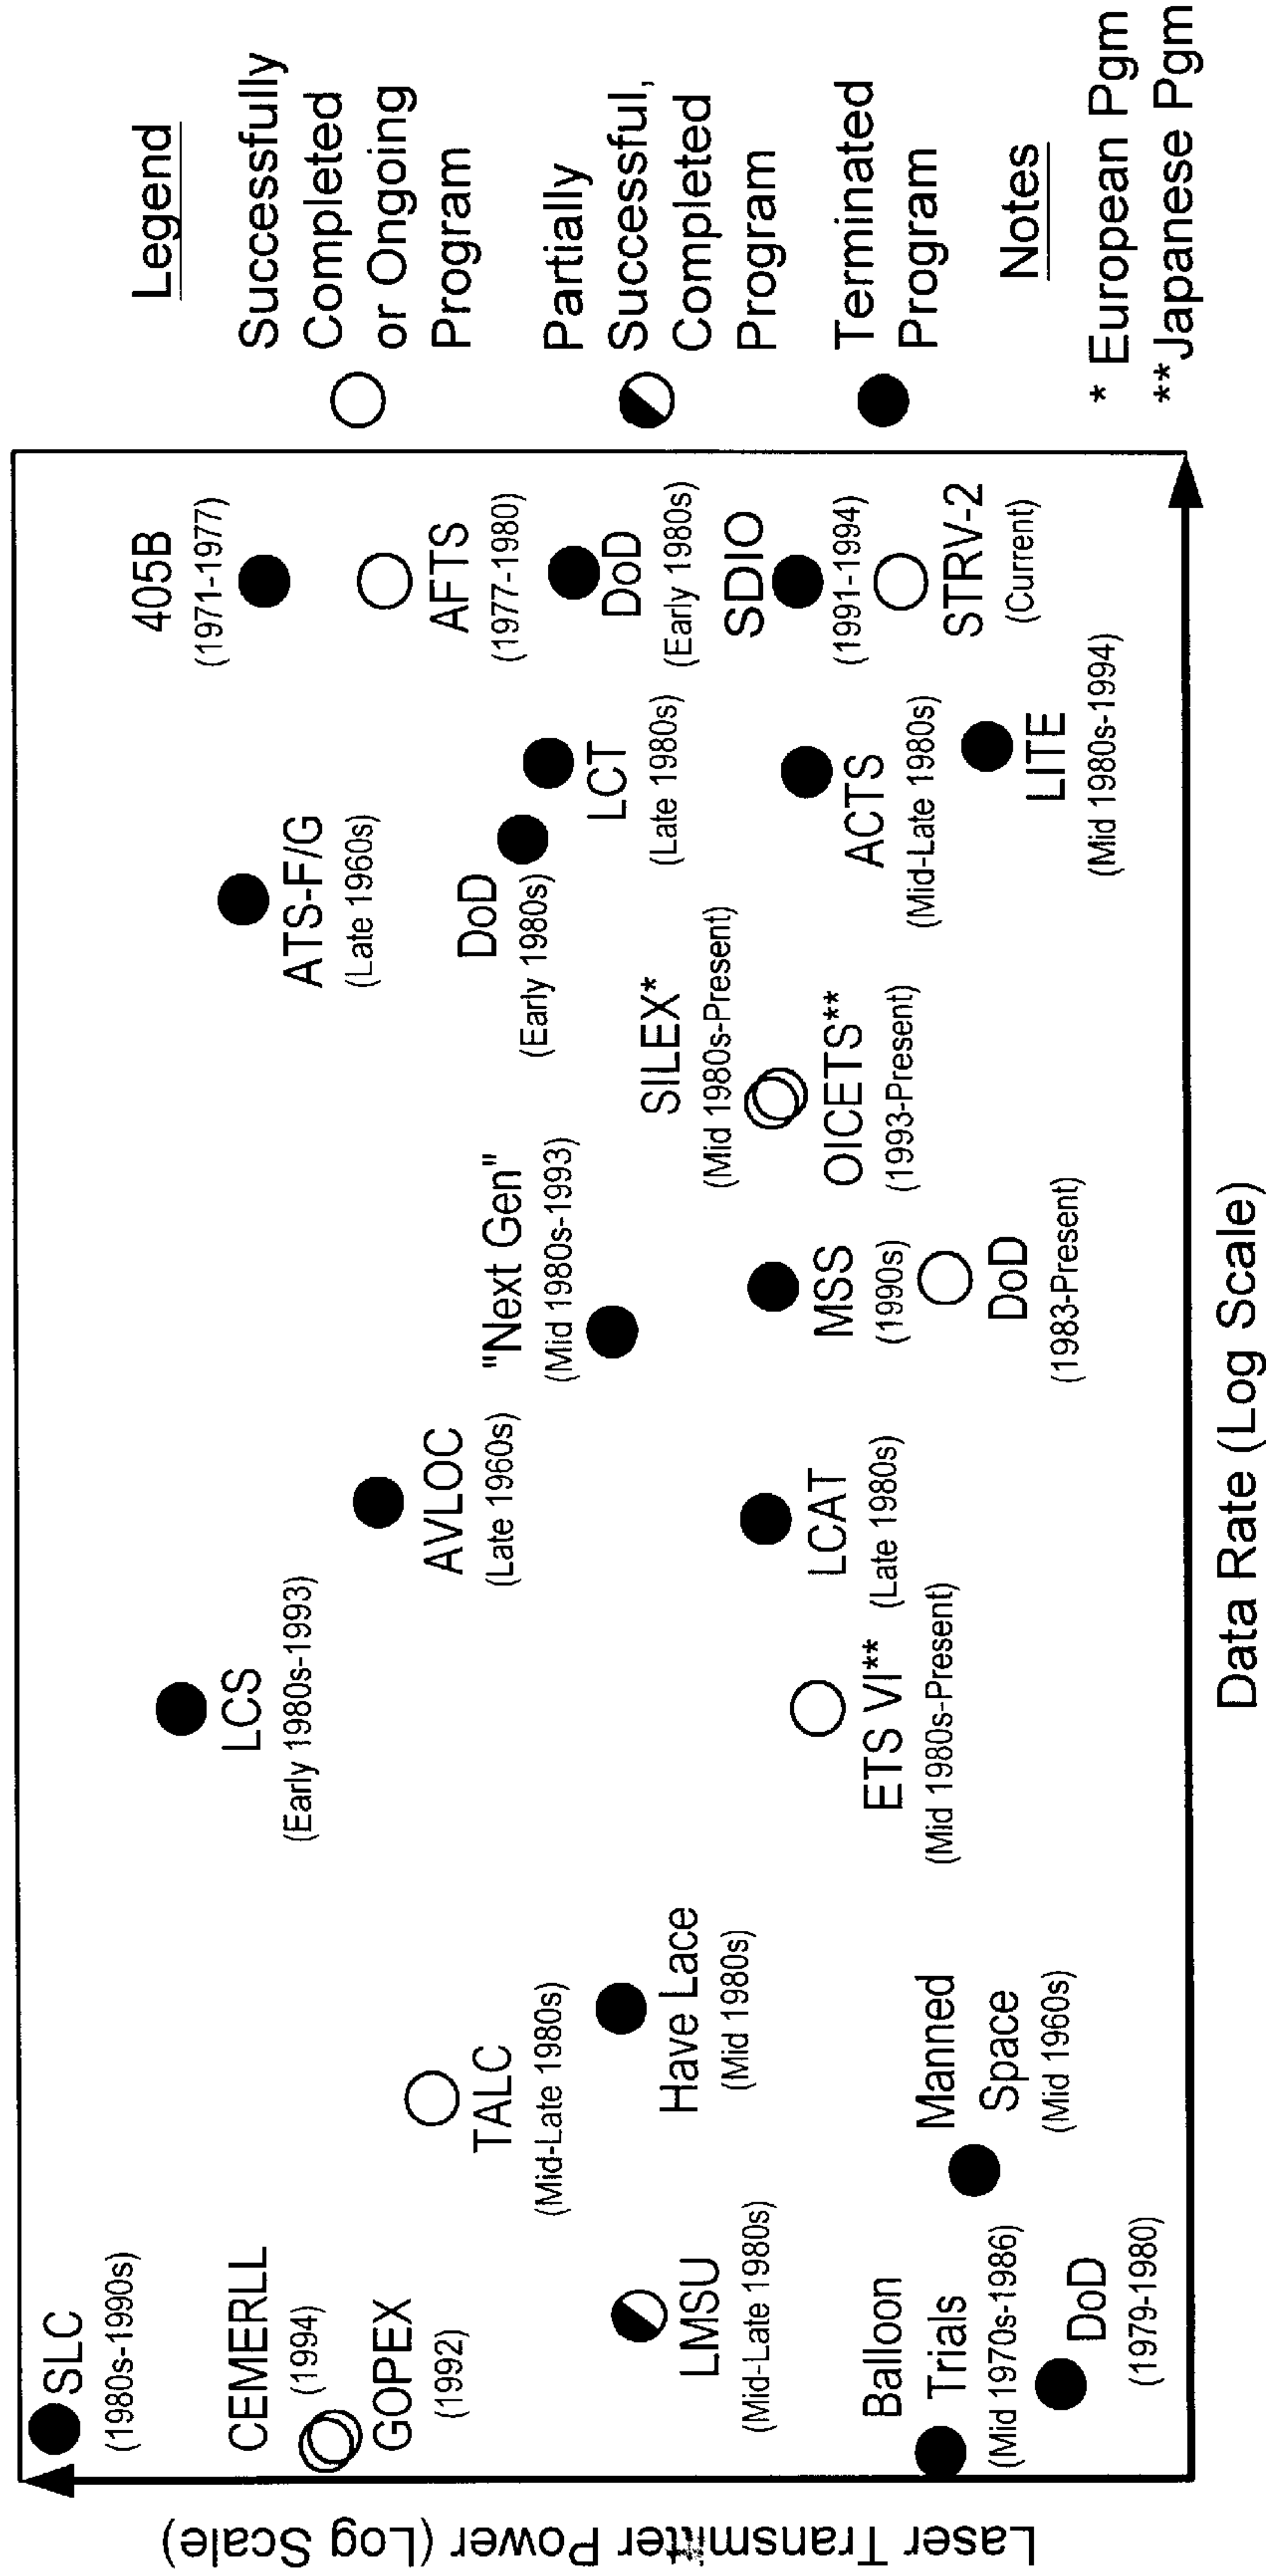 SLC
(1980s-1990s)
CEMERLL
(1994)
GOPEX
(1992)
LMSU
(Mid-Late 1980s)
Balloon
Trials
(Mid 1970s-1986)
DoD
(1979-1980)
TALC
(Mid-Late 1980s)
Have Lace
(Mid 1980s)
Manned
Space
(Mid 1960s)
LCS
(Early 1980s-1993)
ETS VI**
(Mid 1980s-Present)
AVLOC
(Late 1960s)
LCAT
(Late 1980s)
"Next Gen"
(Mid 1980s-1993)
MSS
(1990s)
DoD
(1983-Present)
SILEX*
(Mid 1980s-Present)
OICETS**
(1993-Present)
ATS-F/G
(Late 1960s)
DoD
(Early 1980s)
LCT
(Late 1980s)
ACTS
(Mid-Late 1980s)
LITE
(Mid 1980s-1994)
405B
(1971-1977)
AFTS
(1977-1980)
DoD
(Early 1980s)
SDIO
(1991-1994)
STRV-2
(Current)
Laser Transmitter Power (Log Scale)
Data Rate (Log Scale)
Legend
Successfully
Completed
or Ongoing
Program
Partially
Successful,
Completed
Program
Terminated
Program
Notes
* European Pgm
**Japanese Pgm